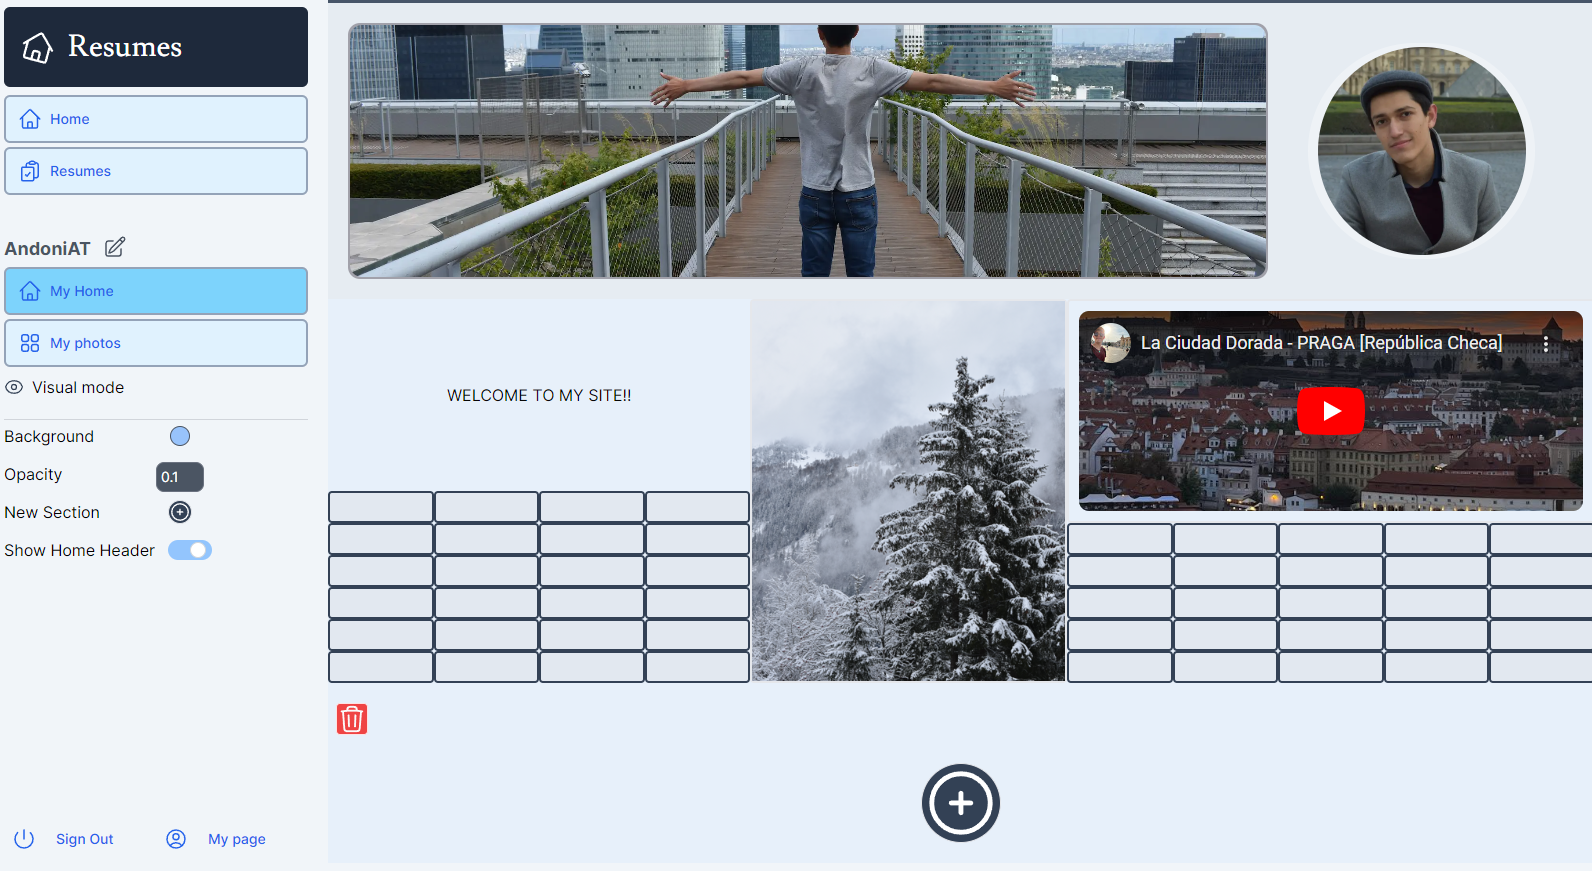 Resumes
Home
Resumes
AndoniAT
My Home
My photos
Visual mode
Background
Opacity
0.1
New Section
Show Home Header
Sign Out
My page
WELCOME TO MY SITE!!
La Ciudad Dorada - PRAGA [República Checa]